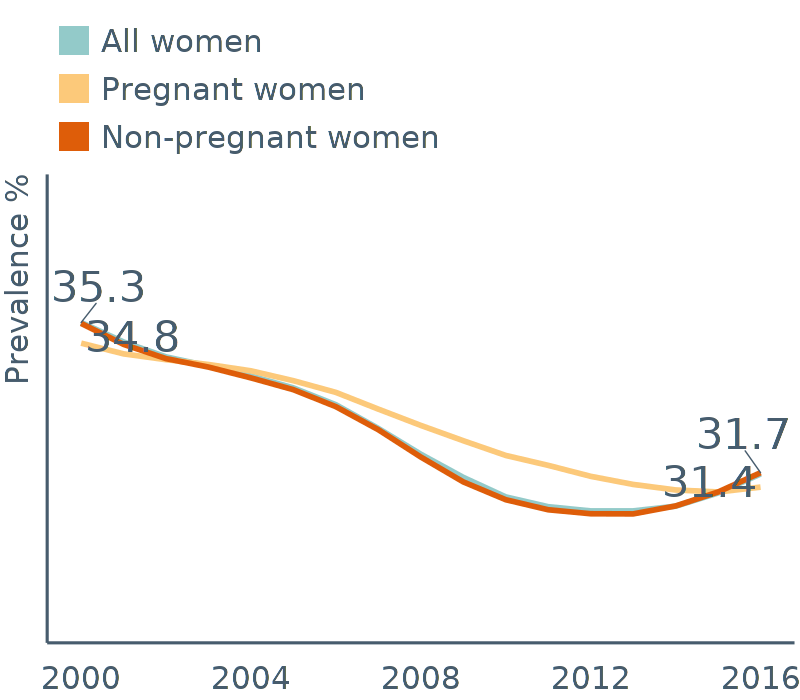 All women
Pregnant women
Non-pregnant women
Prevalence %
35.3
34.8
31.7
31.4
2000 2004 2008 2012 2016